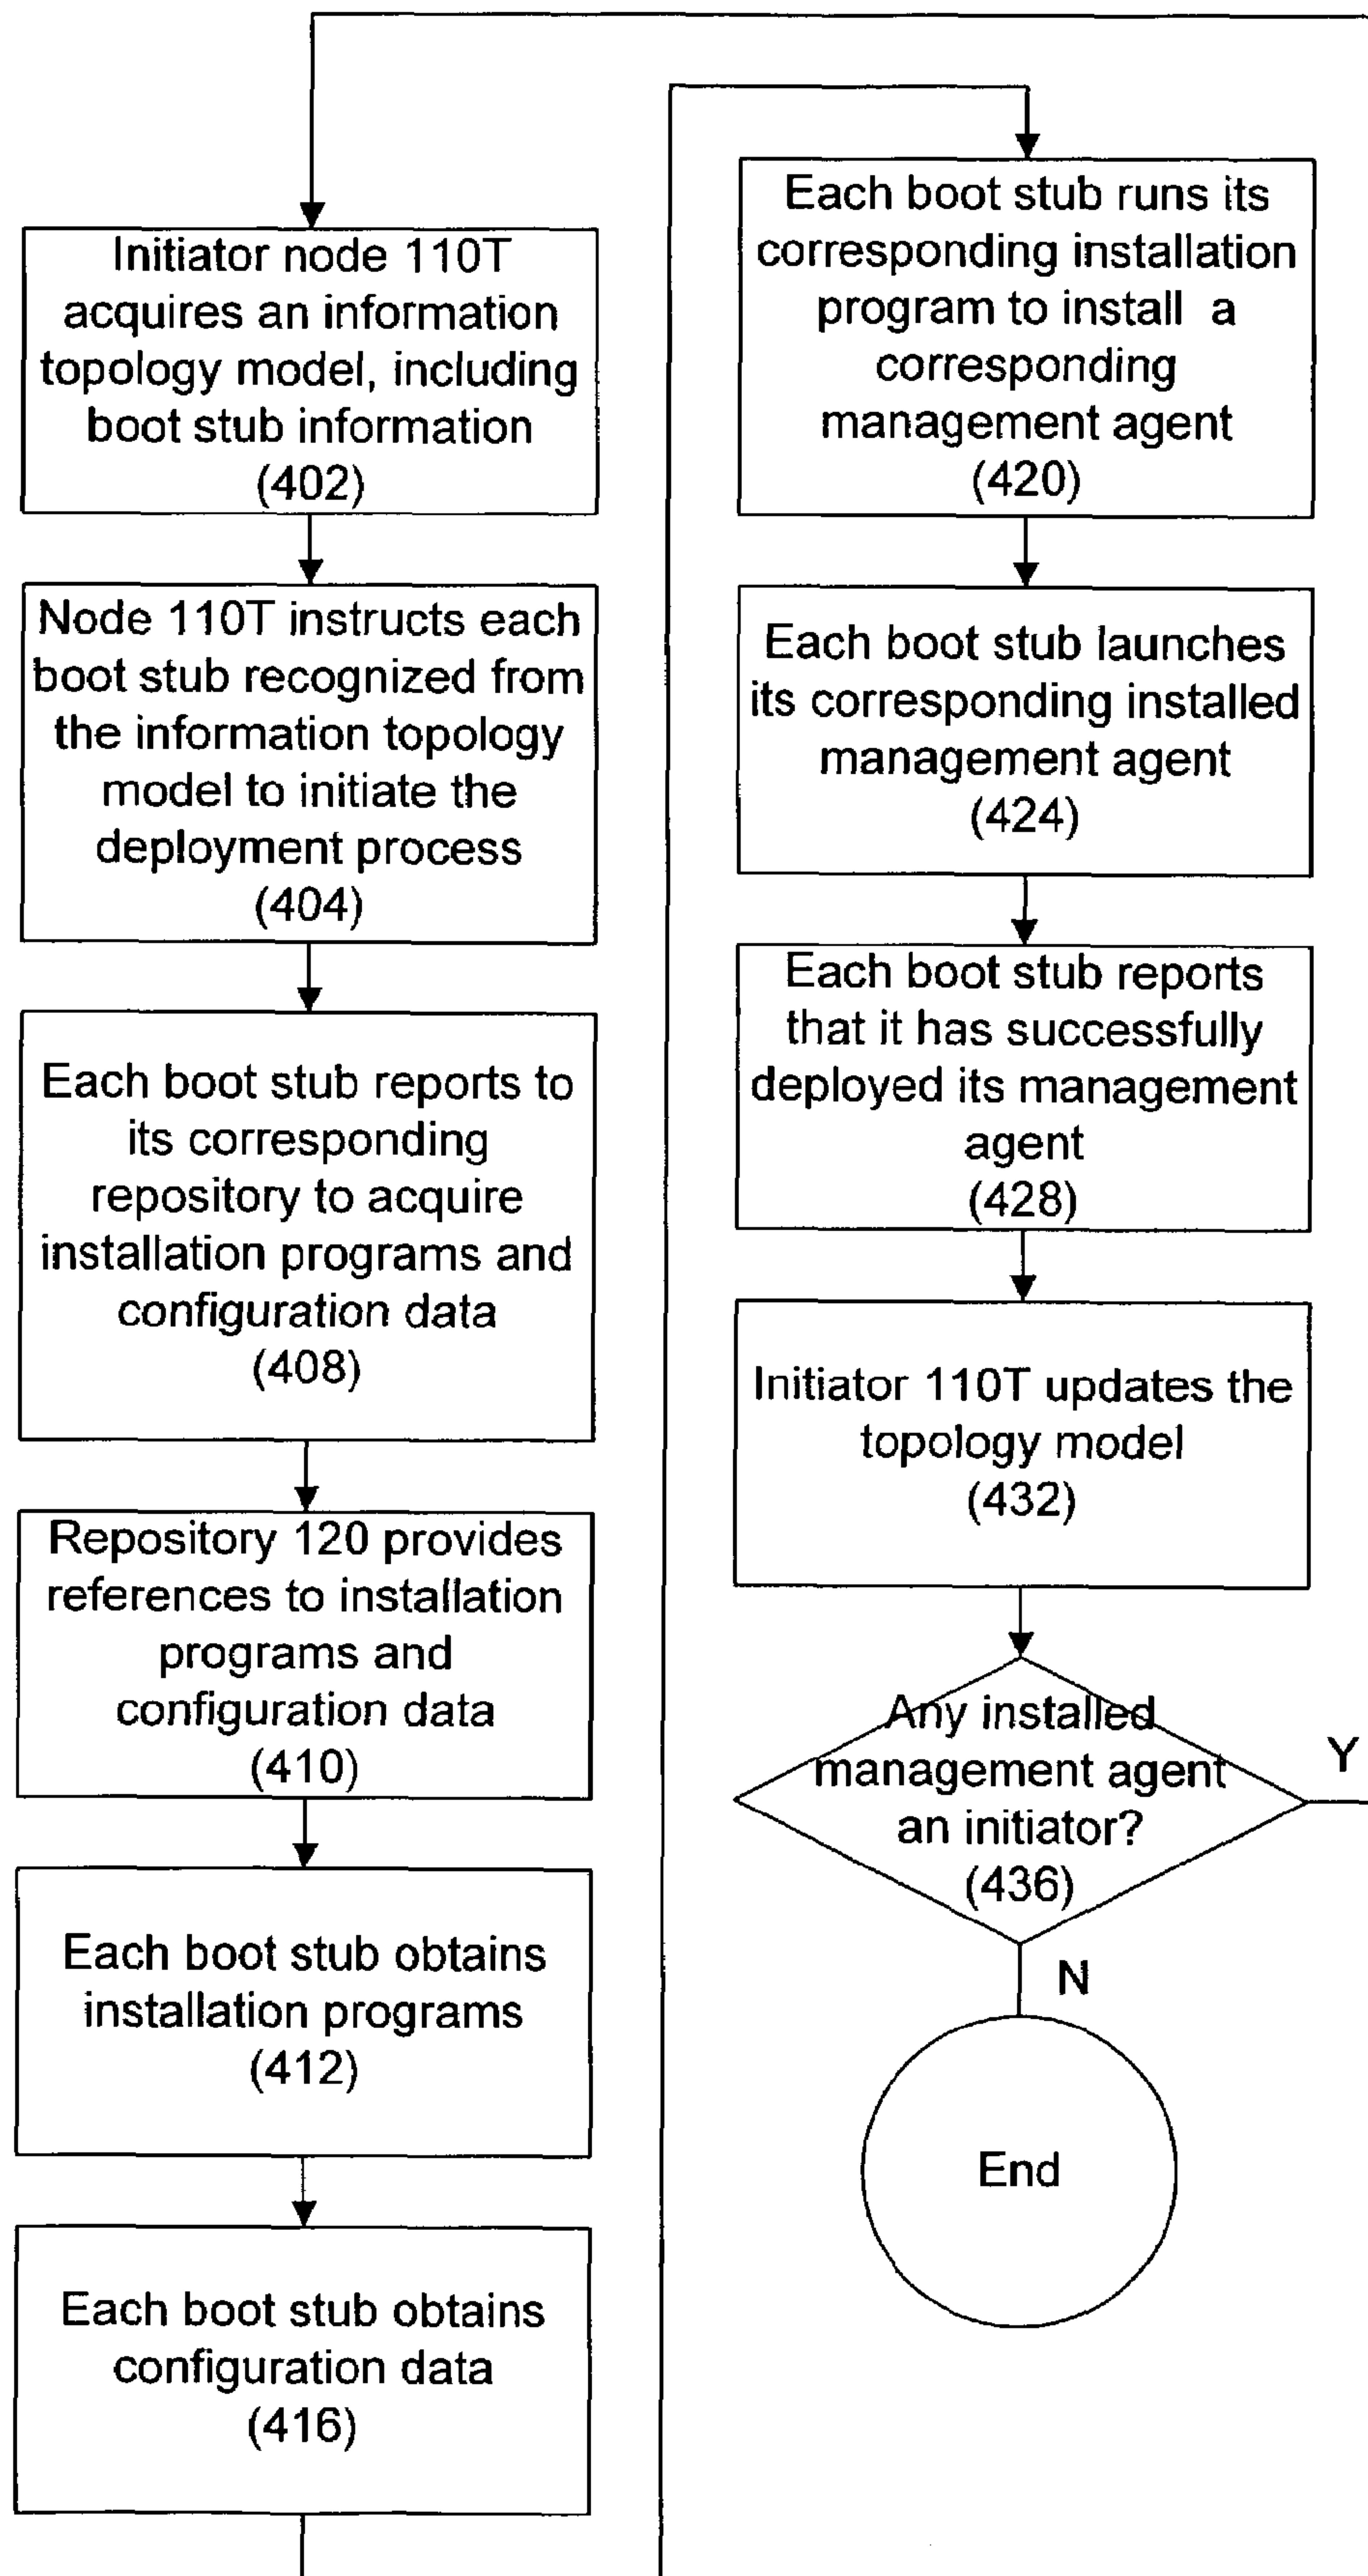 Initiator node 110T
acquires an information
topology model, including
boot stub information
(402)
Node 110T instructs each
boot stub recognized from
the information topology
model to initiate the
deployment process
(404)
Each boot stub reports to
its corresponding
repository to acquire
installation programs and
configuration data
(408)
Repository 120 provides
references to installation
programs and
configuration data
(410)
Each boot stub obtains
installation programs
(412)
Each boot stub obtains
configuration data
(416)
Each boot stub runs its
corresponding installation
program to install a
corresponding
management agent
(420)
Each boot stub launches
its corresponding installed
management agent
(424)
Each boot stub reports
that it has successfully
deployed its management
agent
(428)
Initiator 110T updates the
topology model
(432)
Any installed
management agent
an initiator?
(436)
Y
N
End